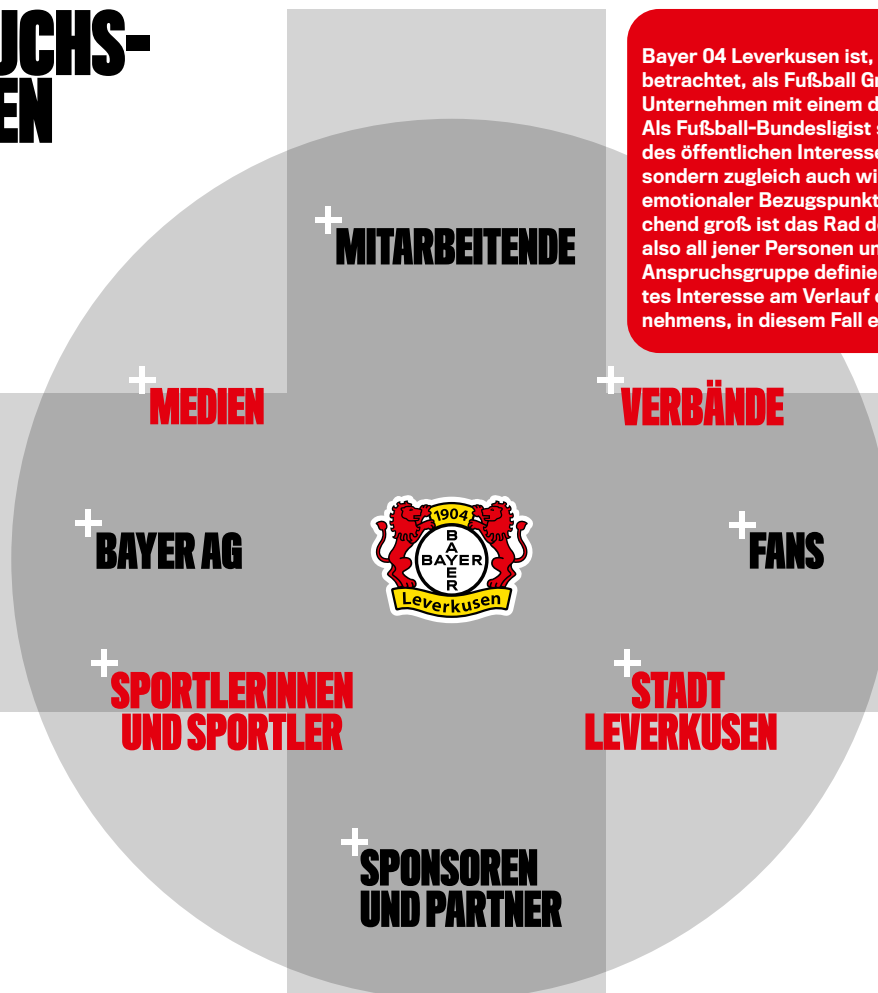 UCHS-
EN
Bayer 04 Leverkusen ist,
betrachtet, als Fußball G
Unternehmen mit einem d
Als Fußball-Bundesligist s
des öffentlichen Interesse
sondern zugleich auch wi
emotionaler Bezugspunkt
chend groß ist das Rad de
also all jener Personen un
Anspruchsgruppe definie
tes Interesse am Verlauf
nehmens, in diesem Fall e
MITARBEITENDE
MEDIEN
VERBÄNDE
BAYER AG
1904
BAYER
BAYER
Leverkusen
FANS
SPORTLERINNEN
UND SPORTLER
STADT
LEVERKUSEN
SPONSOREN
UND PARTNER